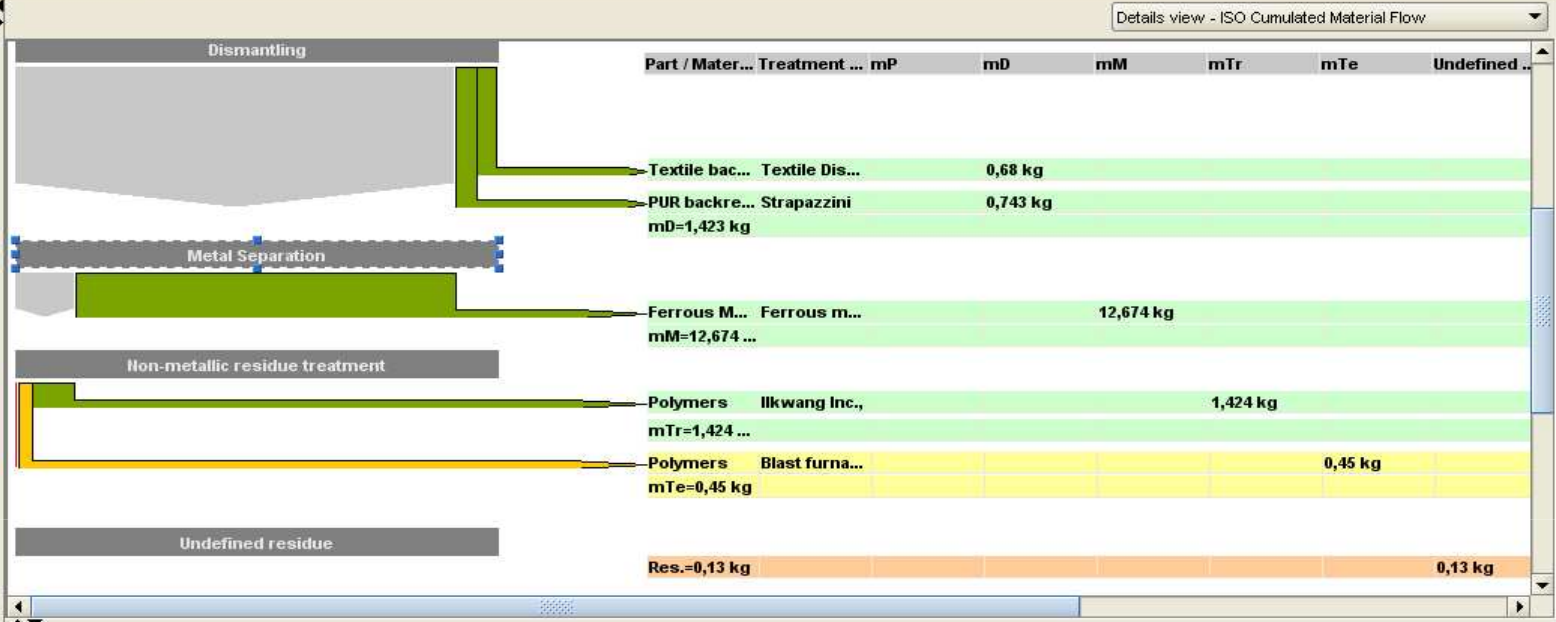 Details view - ISO Cumulated Material Flow
Dismantling
Part / Mater... Treatment ... mP mD mM mTr mTe Undefined ..
Textile bac... Textile Dis... 0,68 kg
PUR backre... Strapazzini 0,743 kg
mD=1,423 kg
Metal Separation
Ferrous M... Ferrous m... 12,674 kg
mM=12,674 ...
Non-metallic residue treatment
Polymers Ilkwang Inc., 1,424 kg
mTr=1,424 ...
Polymers Blast furna... 0,45 kg
mTe=0,45 kg
Undefined residue
Res.=0,13 kg 0,13 kg